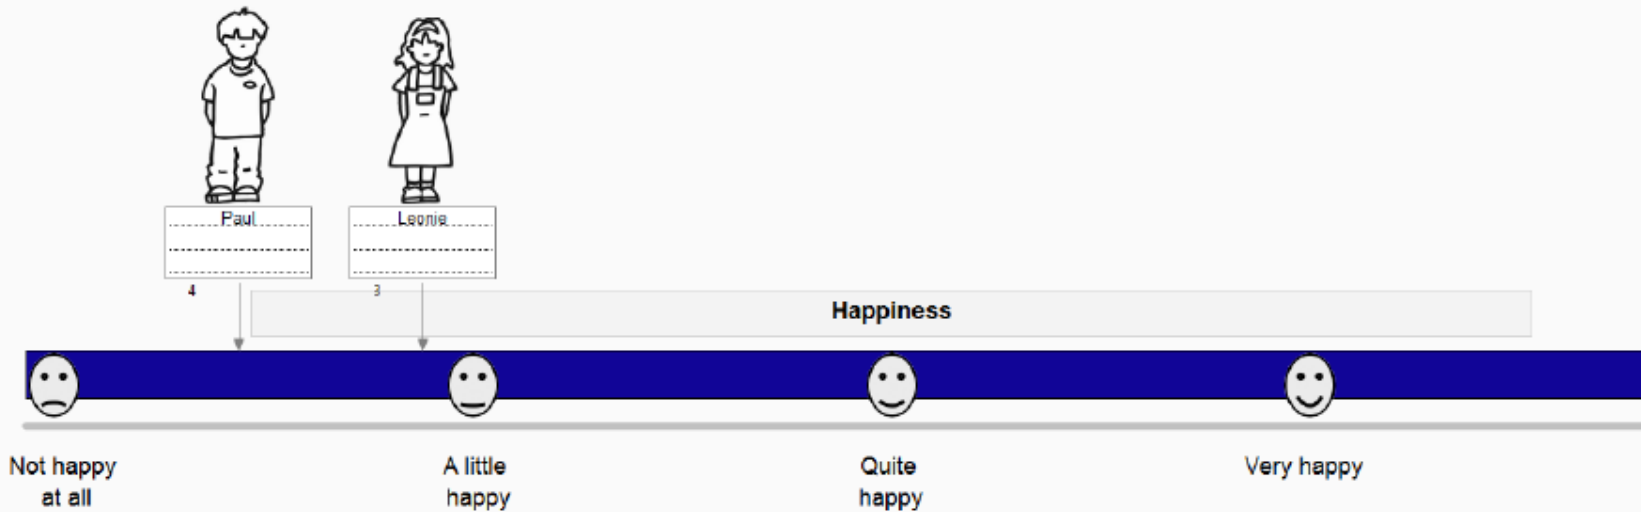 Paul
Leonie
4
3
Happiness
Not happy
at all
A little
happy
Quite
happy
Very happy